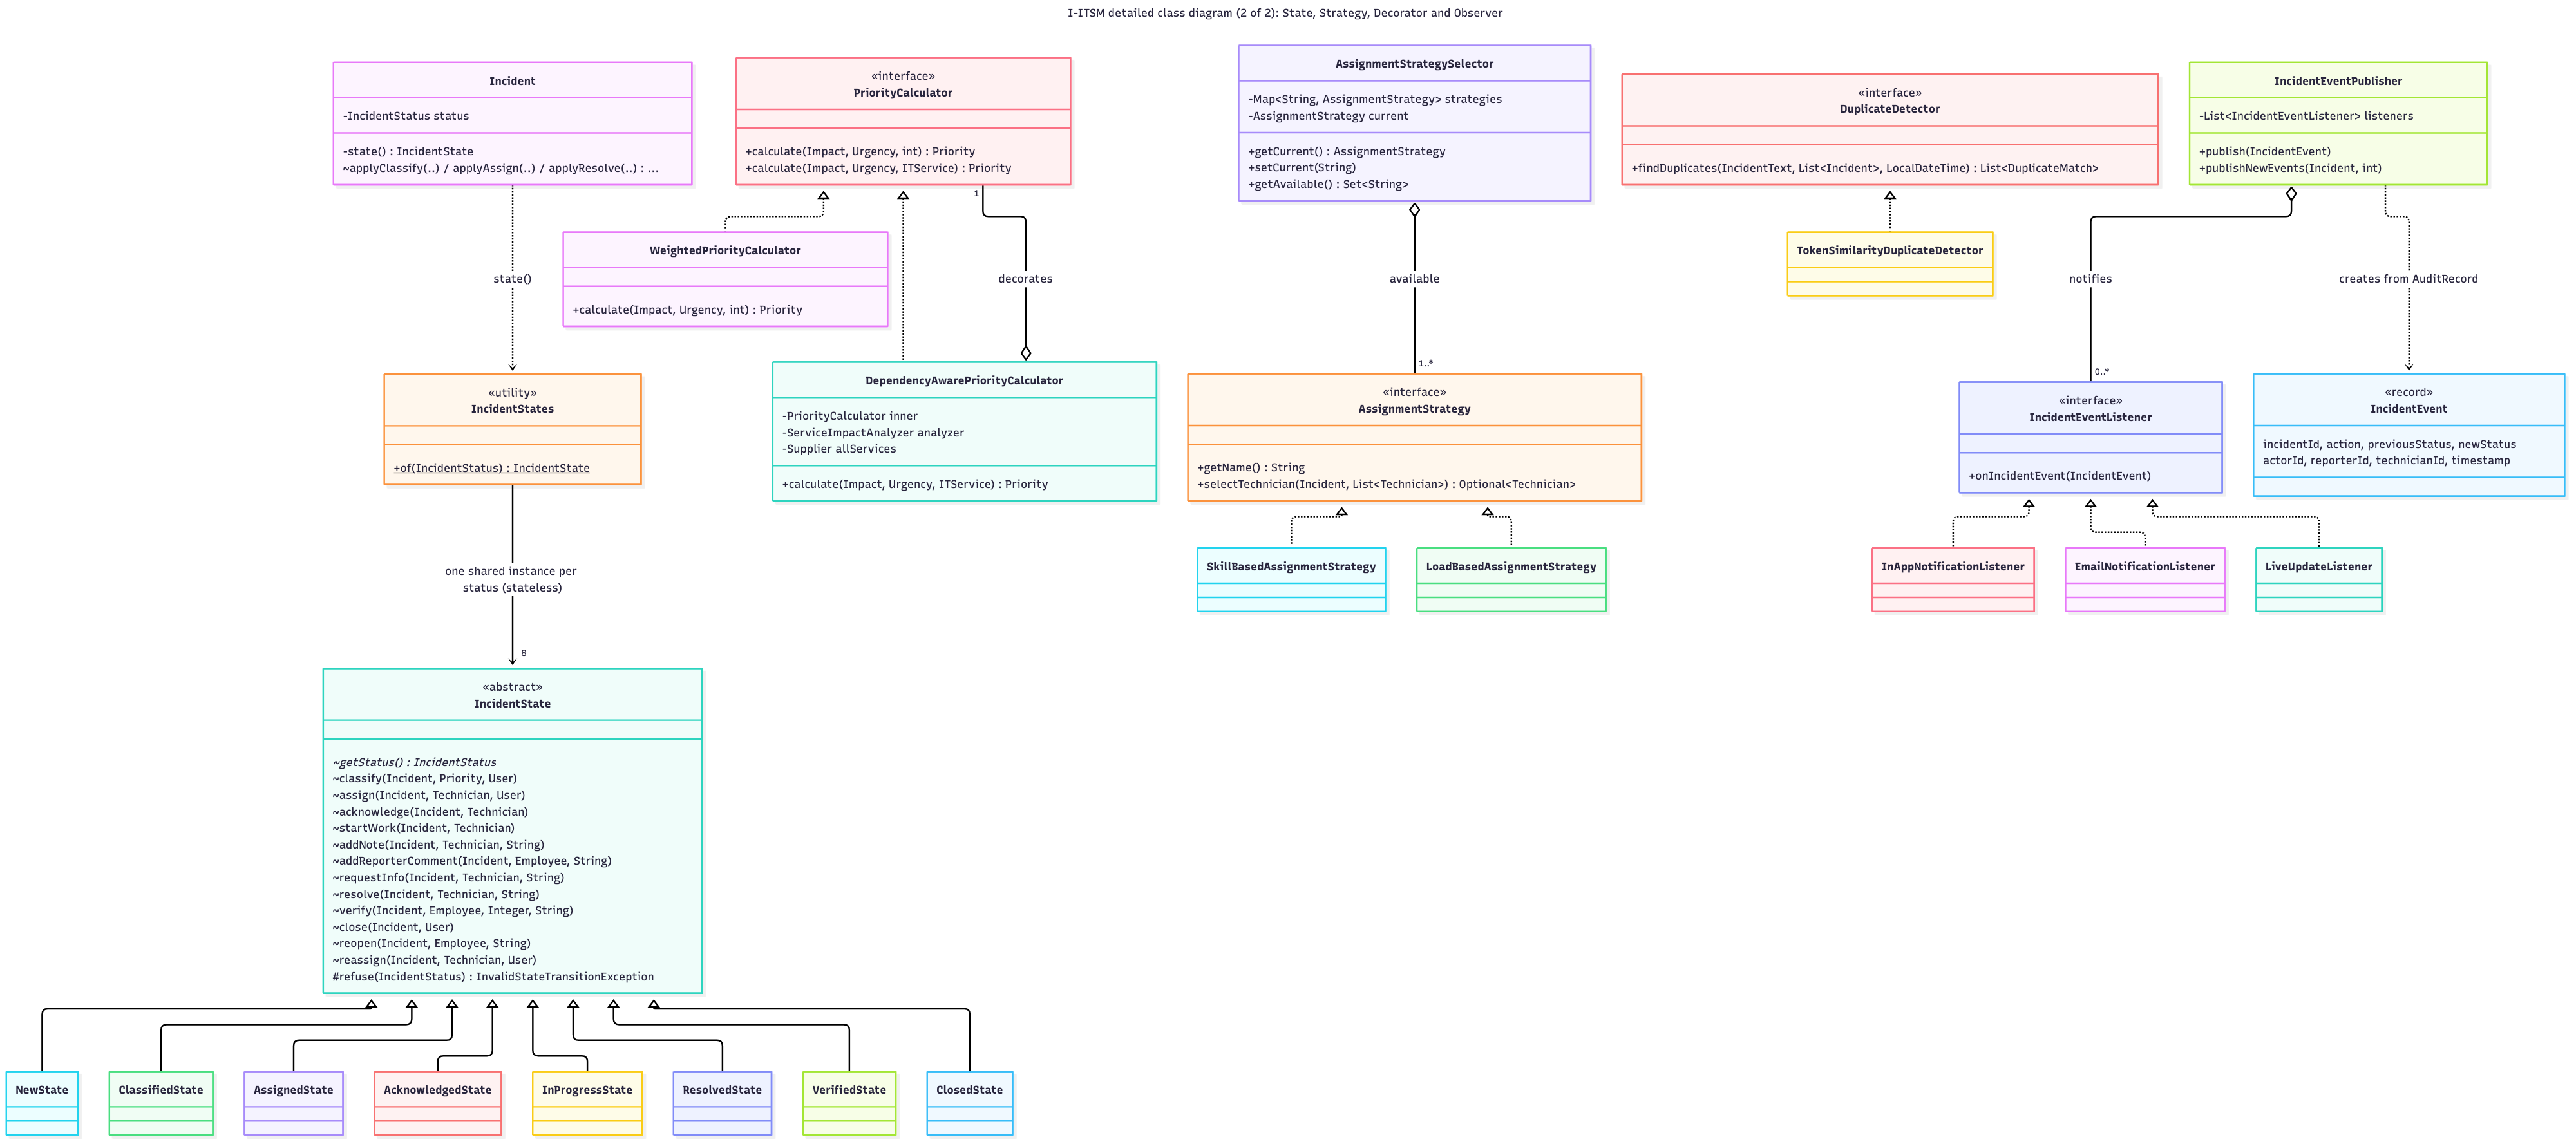 I-ITSM detailed class diagram (2 of 2): State, Strategy, Decorator and Observer
Incident
-IncidentStatus status
-state() : IncidentState
~applyClassify(..) / applyAssign(..) / applyResolve(..) : ...
«interface»
PriorityCalculator
+calculate(Impact, Urgency, int) : Priority
+calculate(Impact, Urgency, ITService) : Priority
AssignmentStrategySelector
-Map<String, AssignmentStrategy> strategies
-AssignmentStrategy current
+getCurrent() : AssignmentStrategy
+setCurrent(String)
+getAvailable() : Set<String>
«interface»
DuplicateDetector
+findDuplicates(IncidentText, List<Incident>, LocalDateTime) : List<DuplicateMatch>
IncidentEventPublisher
-List<IncidentEventListener> listeners
+publish(IncidentEvent)
+publishNewEvents(Incident, int)
1
WeightedPriorityCalculator
+calculate(Impact, Urgency, int) : Priority
TokenSimilarityDuplicateDetector
state()
decorates
available
notifies
creates from AuditRecord
1..*
0..*
«utility»
IncidentStates
+of(IncidentStatus) : IncidentState
DependencyAwarePriorityCalculator
-PriorityCalculator inner
-ServiceImpactAnalyzer analyzer
-Supplier allServices
+calculate(Impact, Urgency, ITService) : Priority
«interface»
AssignmentStrategy
+getName() : String
+selectTechnician(Incident, List<Technician>) : Optional<Technician>
«interface»
IncidentEventListener
+onIncidentEvent(IncidentEvent)
«record»
IncidentEvent
incidentId, action, previousStatus, newStatus
actorId, reporterId, technicianId, timestamp
SkillBasedAssignmentStrategy
LoadBasedAssignmentStrategy
InAppNotificationListener
EmailNotificationListener
LiveUpdateListener
one shared instance per
status (stateless)
8
«abstract»
IncidentState
~getStatus() : IncidentStatus
~classify(Incident, Priority, User)
~assign(Incident, Technician, User)
~acknowledge(Incident, Technician)
~startWork(Incident, Technician)
~addNote(Incident, Technician, String)
~addReporterComment(Incident, Employee, String)
~requestInfo(Incident, Technician, String)
~resolve(Incident, Technician, String)
~verify(Incident, Employee, Integer, String)
~close(Incident, User)
~reopen(Incident, Employee, String)
~reassign(Incident, Technician, User)
#refuse(IncidentStatus) : InvalidStateTransitionException
NewState
ClassifiedState
AssignedState
AcknowledgedState
InProgressState
ResolvedState
VerifiedState
ClosedState